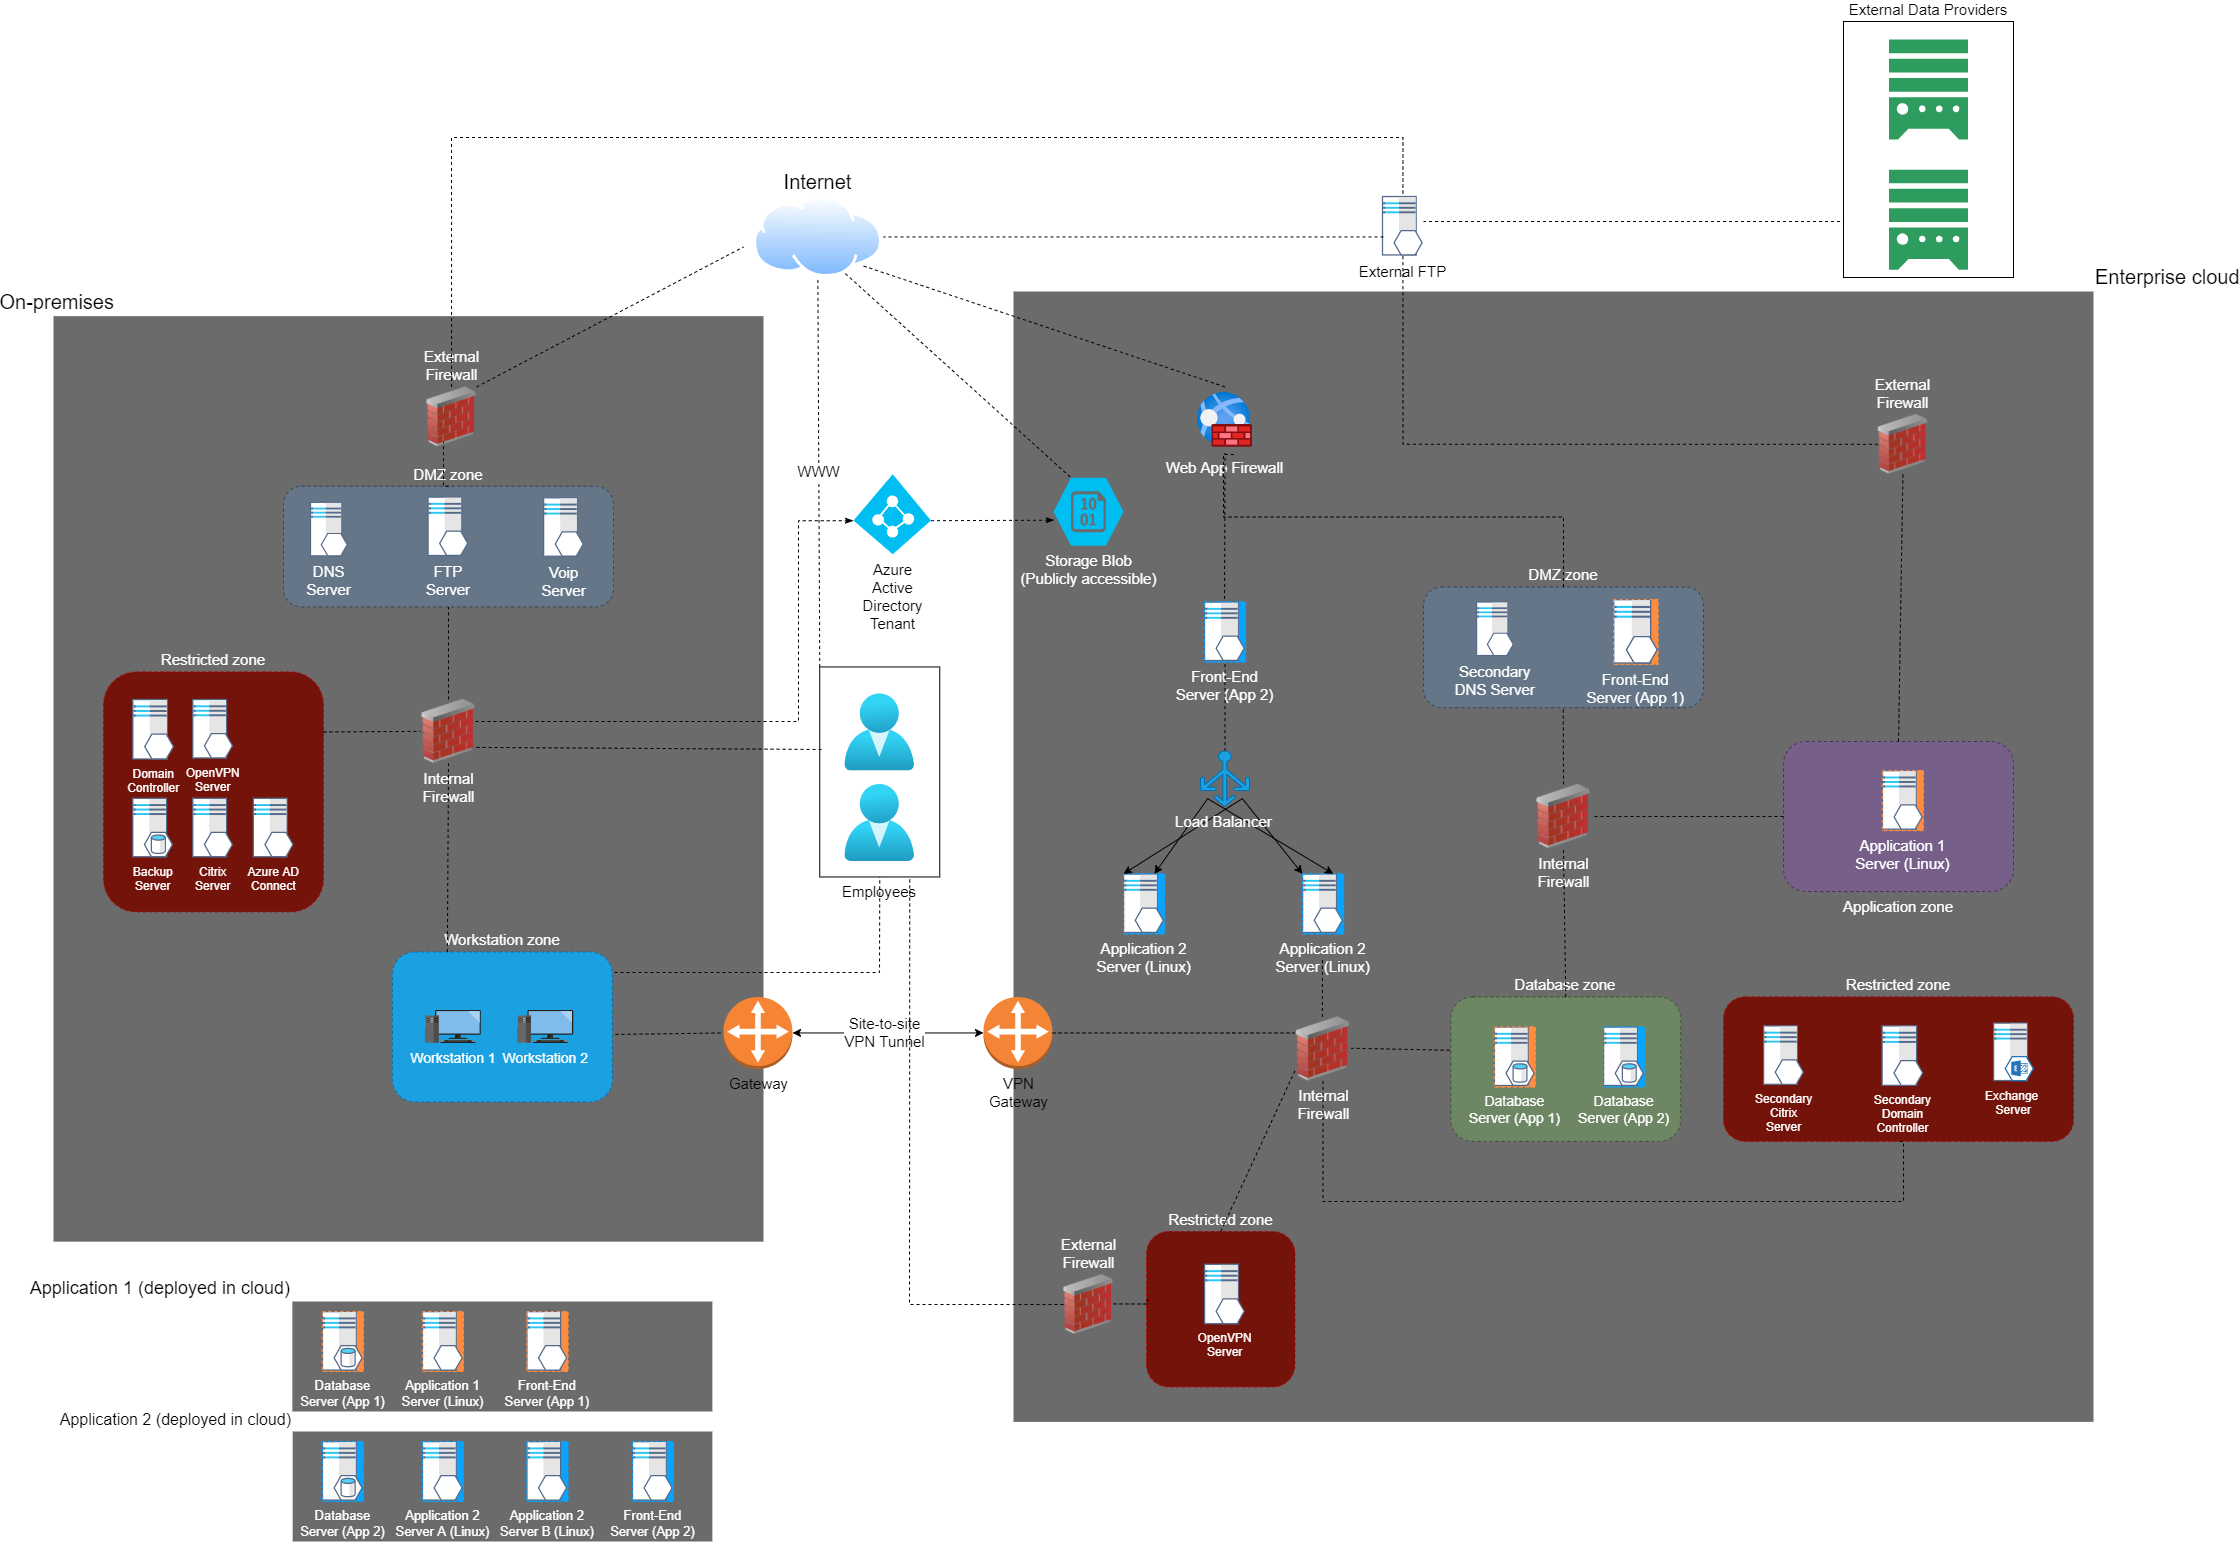 External Data Providers
Internet
External FTP
Enterprise cloud
On-premises
External
Firewall
External
Firewall
WWW
Web App Firewall
DMZ zone
DNS
Server
FTP
Server
Voip
Server
10
01
Storage Blob
(Publicly accessible)
Azure
Active
Directory
Tenant
DMZ zone
Secondary
DNS Server
Front-End
Server (App 1)
Front-End
Server (App 2)
Restricted zone
Domain
Controller
OpenVPN
Server
Backup
Server
Citrix
Server
Azure AD
Connect
Internal
Firewall
Load Balancer
Internal
Firewall
Application 1
Server (Linux)
Application zone
Employees
Application 2
Server (Linux)
Application 2
Server (Linux)
Workstation zone
Workstation 1
Workstation 2
Gateway
Site-to-site
VPN Tunnel
VPN
Gateway
Internal
Firewall
Database zone
Database
Server (App 1)
Database
Server (App 2)
Restricted zone
Secondary
Citrix
Server
Secondary
Domain
Controller
E
Exchange
Server
Restricted zone
External
Firewall
OpenVPN
Server
Application 1 (deployed in cloud)
Database
Server (App 1)
Application 1
Server (Linux)
Front-End
Server (App 1)
Application 2 (deployed in cloud)
Database
Server (App 2)
Application 2
Server A (Linux)
Application 2
Server B (Linux)
Front-End
Server (App 2)